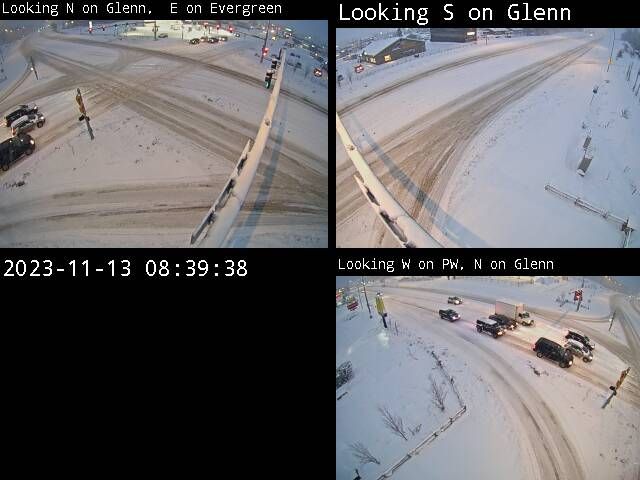 Looking N on Glenn, E on Evergreen
Looking S on Glenn
2023-11-13 08:39:38
Looking W on PW, N on Glenn